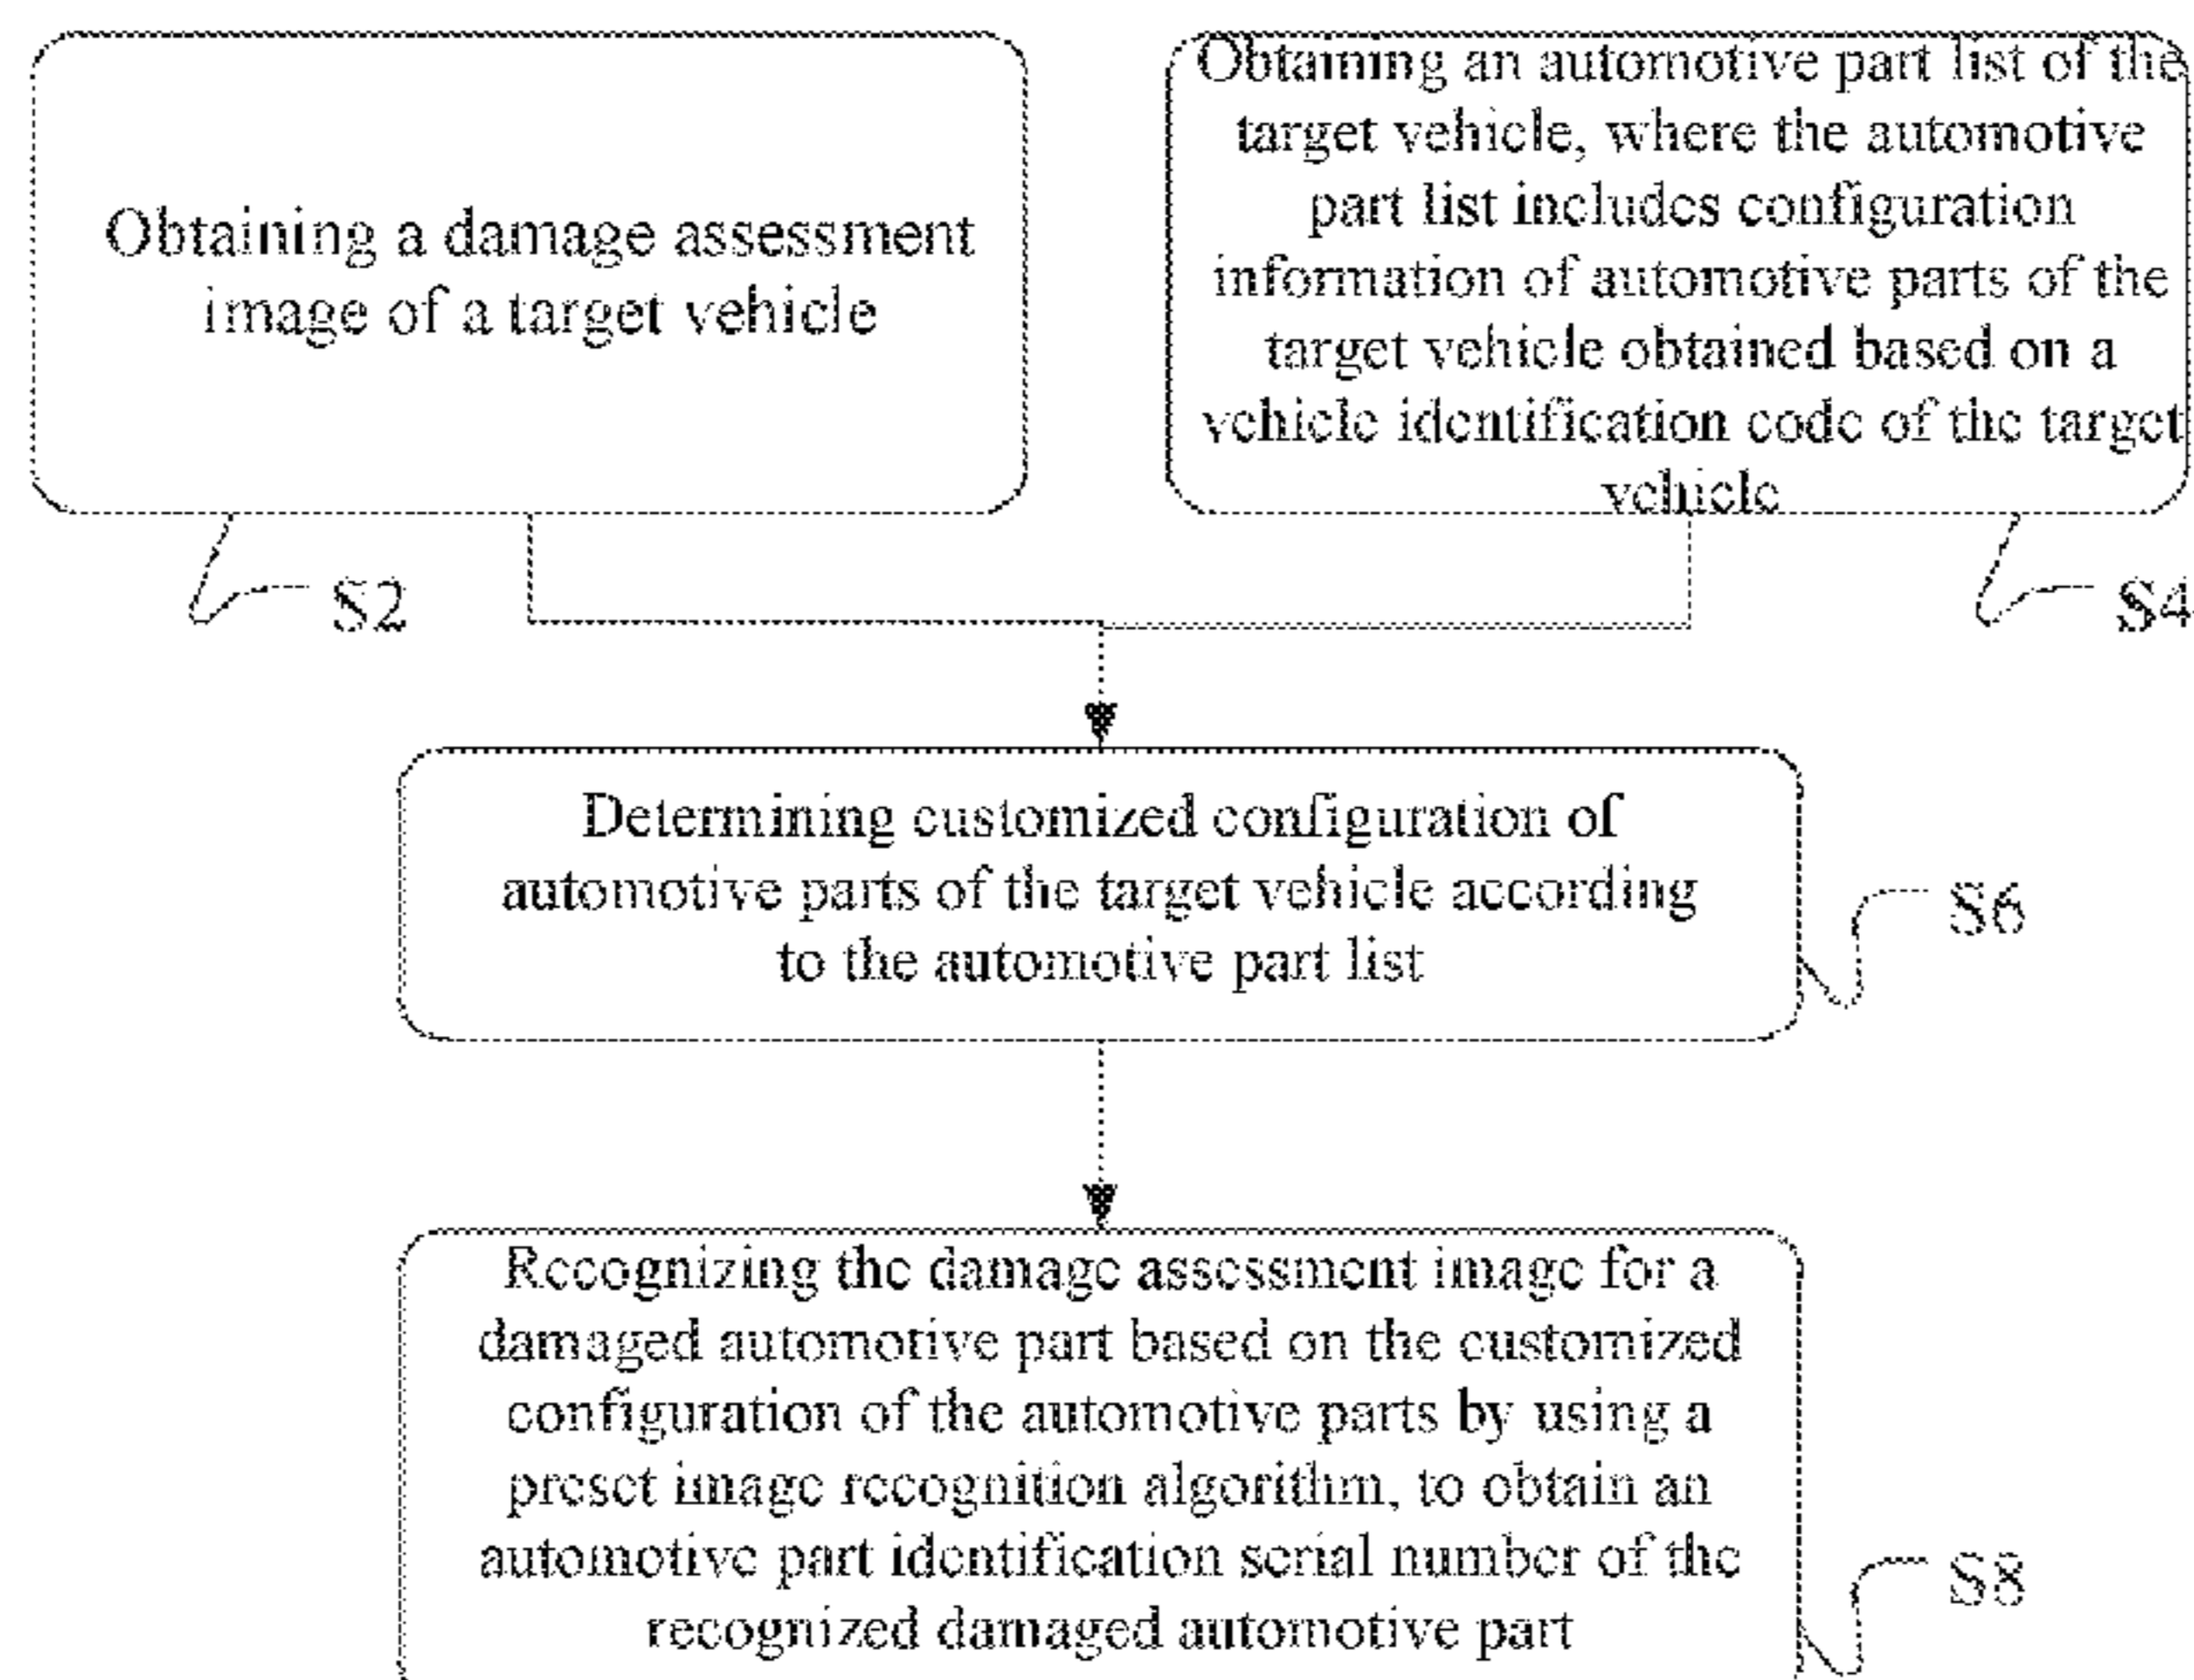 Obtaining a damage assessment
image of a target vehicle
S2
Obtaining an automotive part list of the
target vehicle, where the automotive
part list includes configuration
information of automotive parts of the
target vehicle obtained based on a
vehicle identification code of the target
vehicle
S4
Determining customized configuration of
automotive parts of the target vehicle according
to the automotive part list
S6
Recognizing the damage assessment image for a
damaged automotive part based on the customized
configuration of the automotive parts by using a
preset image recognition algorithm, to obtain an
automotive part identification serial number of the
recognized damaged automotive part
S8